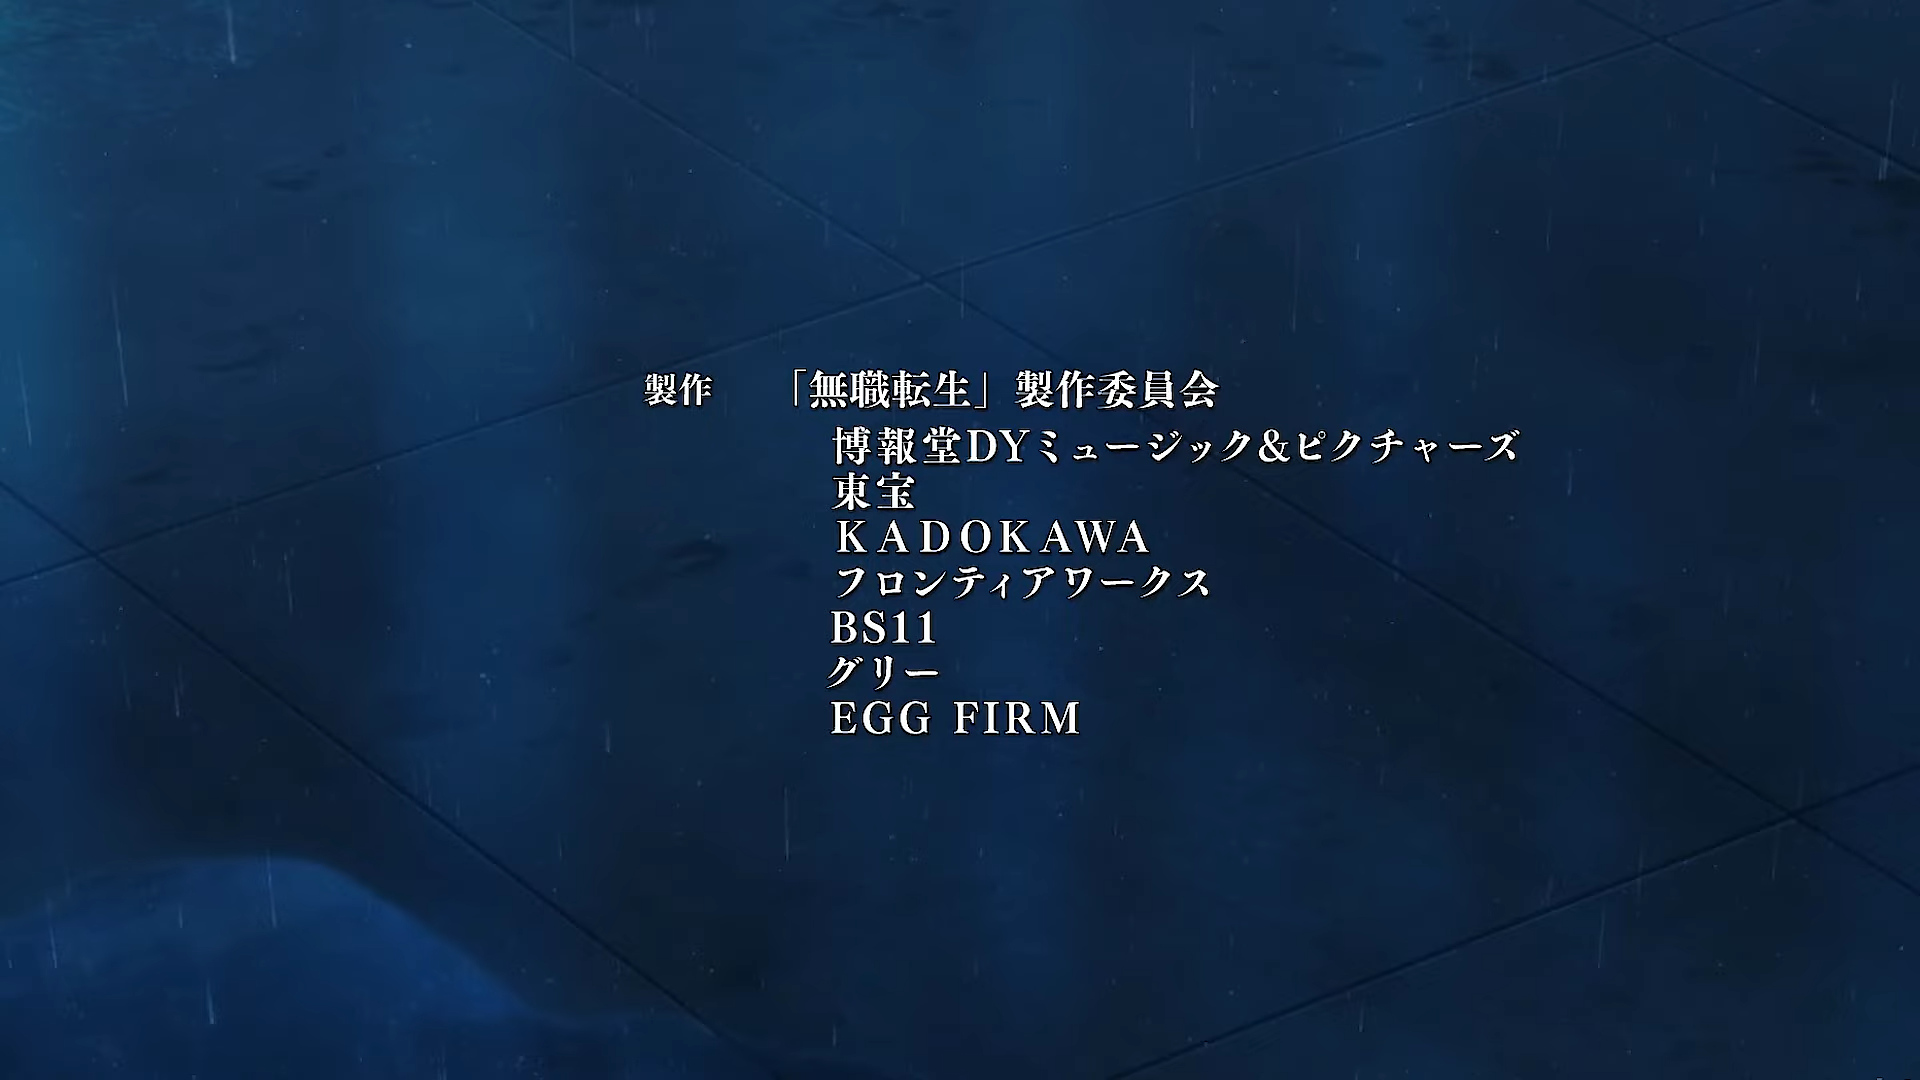 製作 「無職転生」製作委員会
博報堂DYミュージック&ピクチャーズ
東宝
KADOKAWA
フロンティアワークス
BS11
グリー
EGG FIRM